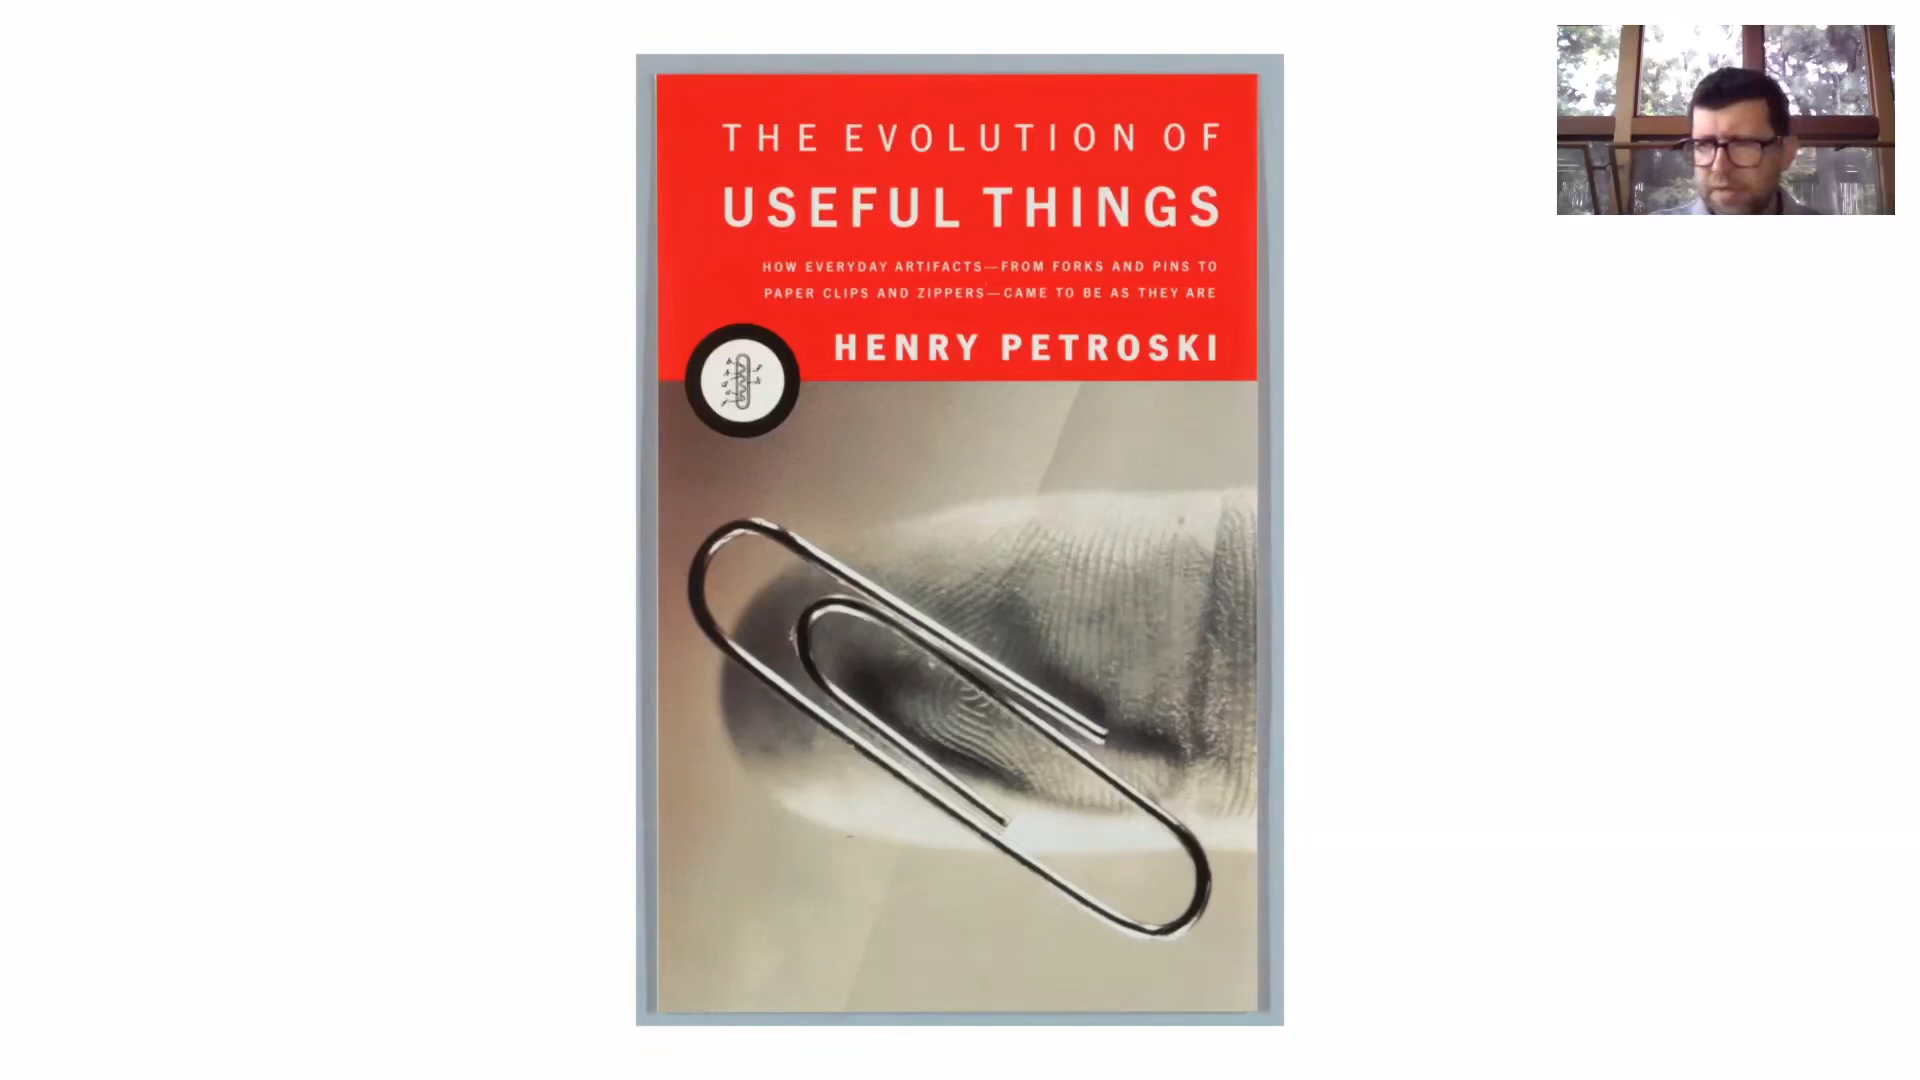 THE EVOLUTION OF
USEFUL THINGS
HOW EVERYDAY ARTIFACTS—FROM FORKS AND PINS TO
PAPER CLIPS AND ZIPPERS—CAME TO BE AS THEY ARE
HENRY PETROSKI